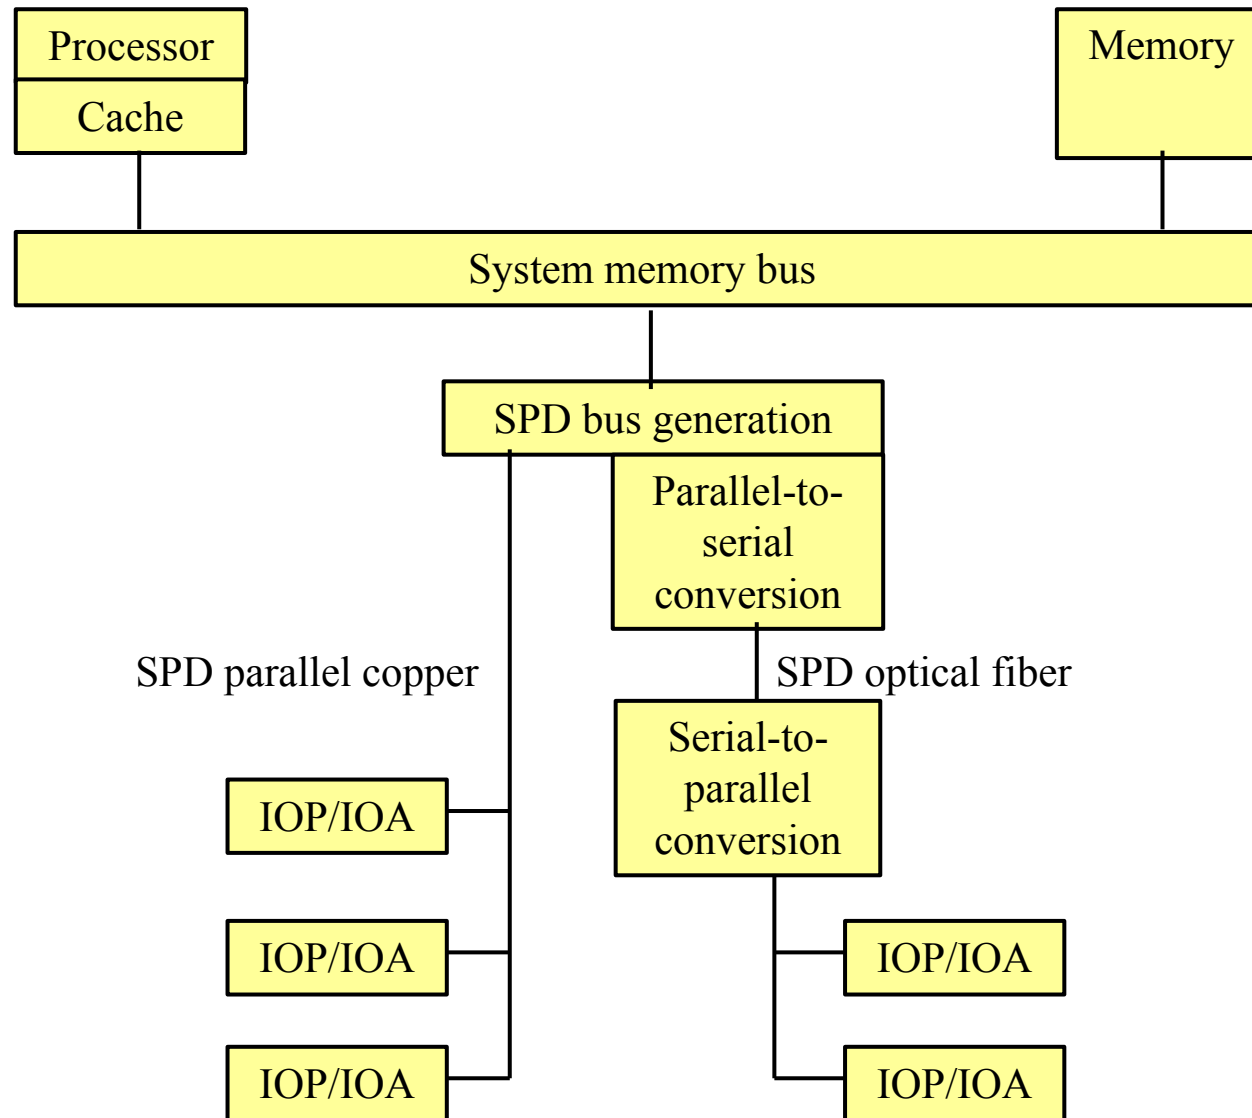 Processor
Memory
Cache
System memory bus
SPD bus generation
Parallel-to-
serial
conversion
SPD parallel copper
SPD optical fiber
Serial-to-
parallel
conversion
IOP/IOA
IOP/IOA
IOP/IOA
IOP/IOA
IOP/IOA